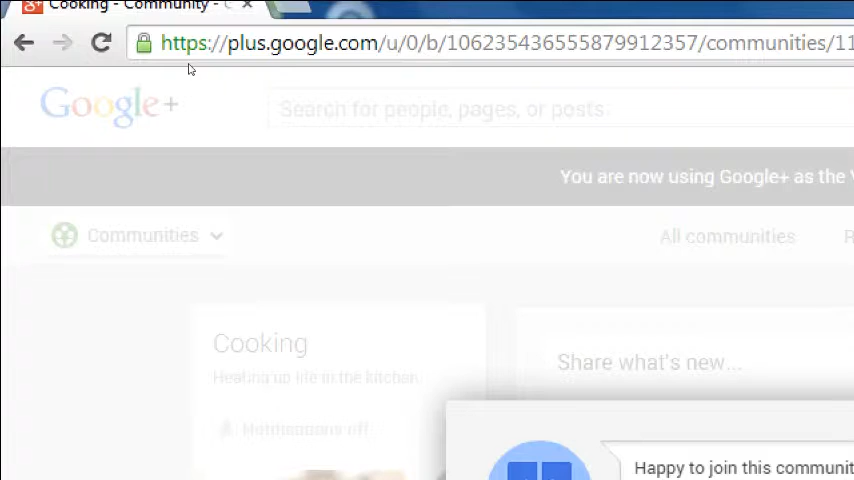 Cooking - Community -
https://plus.google.com/u/0/b/106235436555879912357/communities/11
Google+
Search for people, pages, or posts
You are now using Google+ as the
Communities
All communities
Cooking
Heating up life in the kitchen
Share what's new...
Notifications off
Happy to join this communit